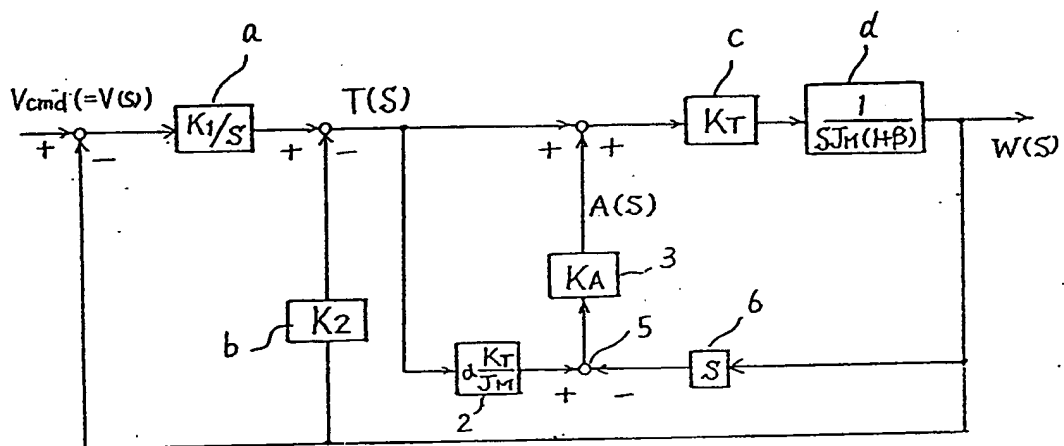 a
c
d
Vcmd (=V(S))
K1/S
T(S)
KT
1
SJM(1+β)
W(S)
+
−
+
−
+
+
A(S)
KA
3
b
K2
5
6
α KT
JM
S
+
−
2